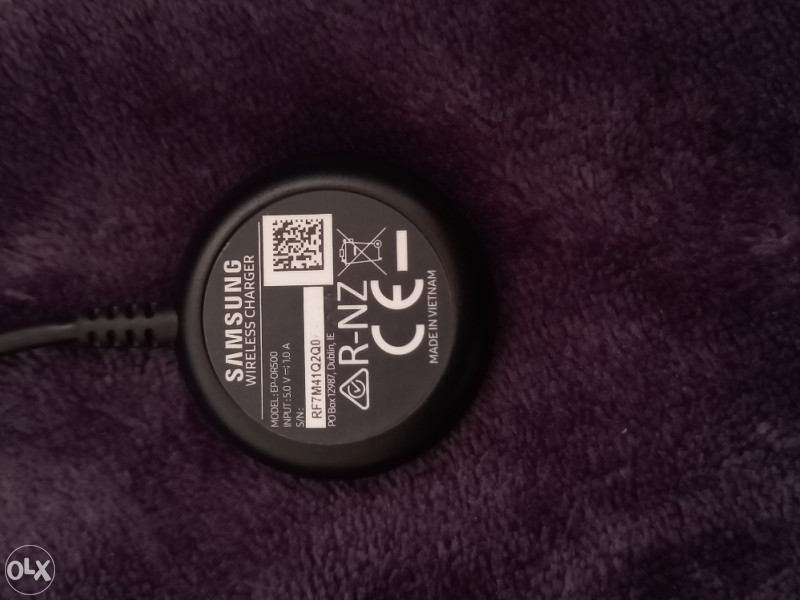 SAMSUNG
WIRELESS CHARGER
MODEL: EP-OR500
INPUT: 5.0 V ⎓; 1.0 A
S/N:
RF7M41Q2Q0
PO Box 12987, Dublin, IE
R-NZ
CE
MADE IN VIETNAM
OLX